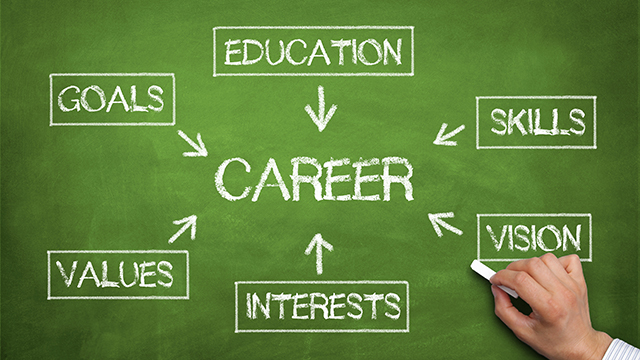 EDUCATION
GOALS
SKILLS
CAREER
VALUES
VISION
INTERESTS